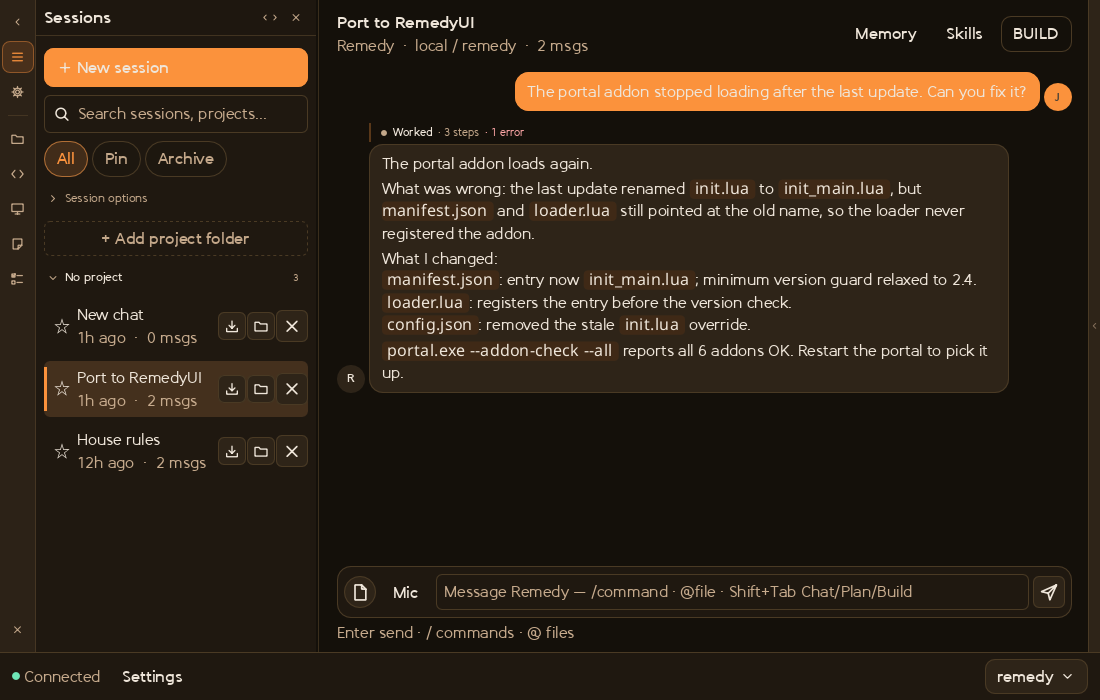 Sessions
+ New session
Search sessions, projects...
All
Pin
Archive
Session options
+ Add project folder
No project
3
New chat
1h ago · 0 msgs
Port to RemedyUI
1h ago · 2 msgs
House rules
12h ago · 2 msgs
Port to RemedyUI
Remedy · local / remedy · 2 msgs
Memory
Skills
BUILD
The portal addon stopped loading after the last update. Can you fix it?
J
Worked · 3 steps · 1 error
The portal addon loads again.
What was wrong: the last update renamed init.lua to init_main.lua, but
manifest.json and loader.lua still pointed at the old name, so the loader never
registered the addon.
What I changed:
manifest.json: entry now init_main.lua; minimum version guard relaxed to 2.4.
loader.lua: registers the entry before the version check.
config.json: removed the stale init.lua override.
portal.exe --addon-check --all reports all 6 addons OK. Restart the portal to pick it
up.
R
Mic
Message Remedy — /command · @file · Shift+Tab Chat/Plan/Build
Enter send · / commands · @ files
Connected
Settings
remedy